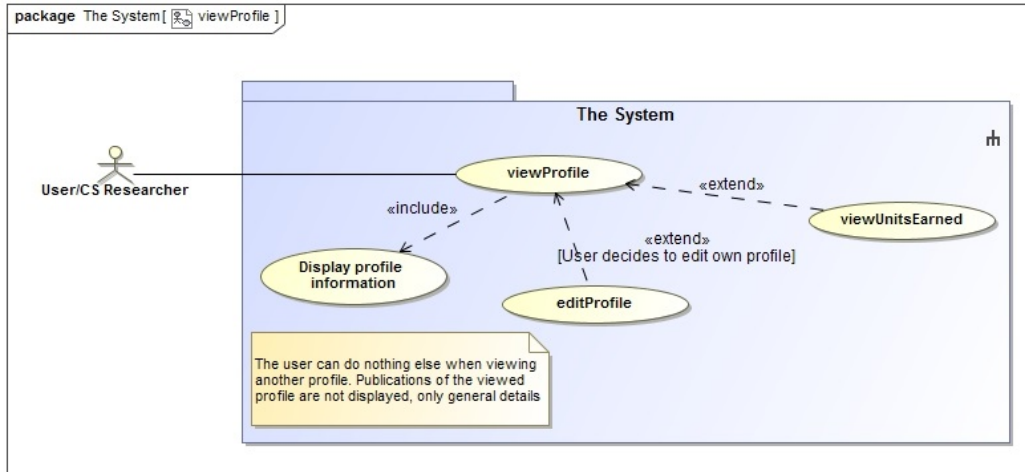 package The System[ viewProfile ]
The System
viewProfile
User/CS Researcher
«extend»
«include»
viewUnitsEarned
«extend»
[User decides to edit own profile]
Display profile
information
editProfile
The user can do nothing else when viewing
another profile. Publications of the viewed
profile are not displayed, only general details